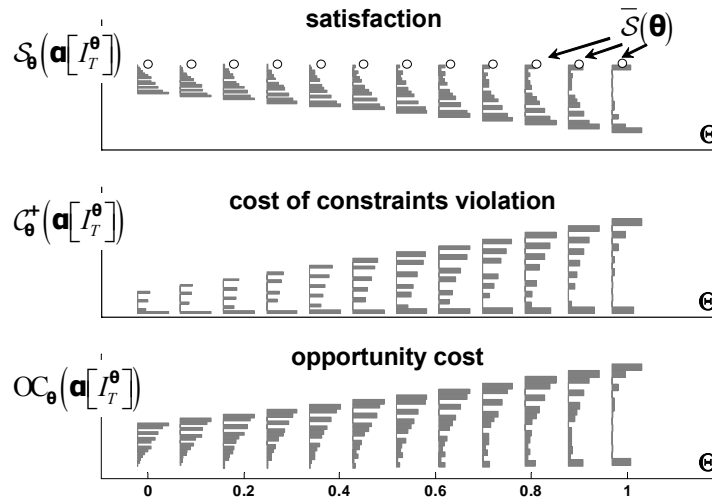 satisfaction
S̄(θ)
S_θ(α[I_T^θ])
Θ
cost of constraints violation
C_θ^+(α[I_T^θ])
Θ
opportunity cost
OC_θ(α[I_T^θ])
Θ
0 0.2 0.4 0.6 0.8 1